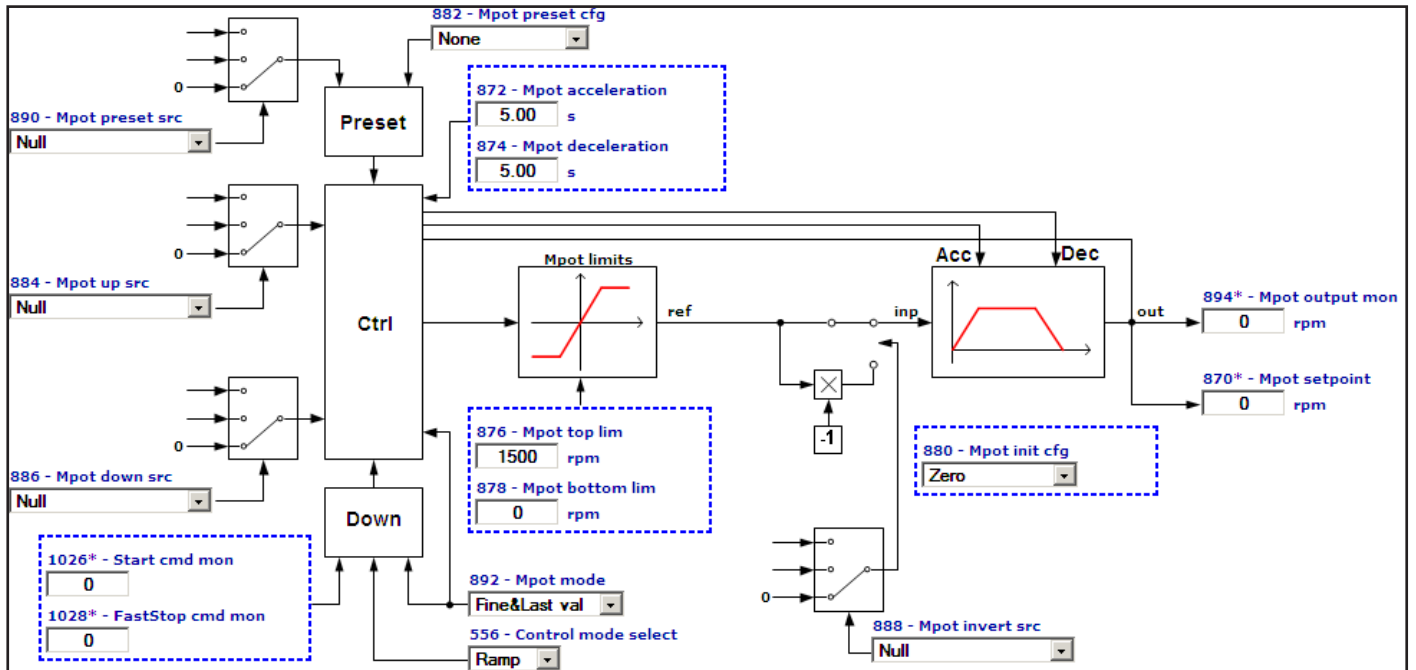 882 - Mpot preset cfg
None
0
890 - Mpot preset src
Null
Preset
872 - Mpot acceleration
5.00 s
874 - Mpot deceleration
5.00 s
0
884 - Mpot up src
Null
Ctrl
Mpot limits
ref
inp
Acc
Dec
out
894* - Mpot output mon
0 rpm
870* - Mpot setpoint
0 rpm
-1
0
886 - Mpot down src
Null
876 - Mpot top lim
1500 rpm
878 - Mpot bottom lim
0 rpm
880 - Mpot init cfg
Zero
Down
1026* - Start cmd mon
0
1028* - FastStop cmd mon
0
892 - Mpot mode
Fine&Last val
556 - Control mode select
Ramp
0
888 - Mpot invert src
Null